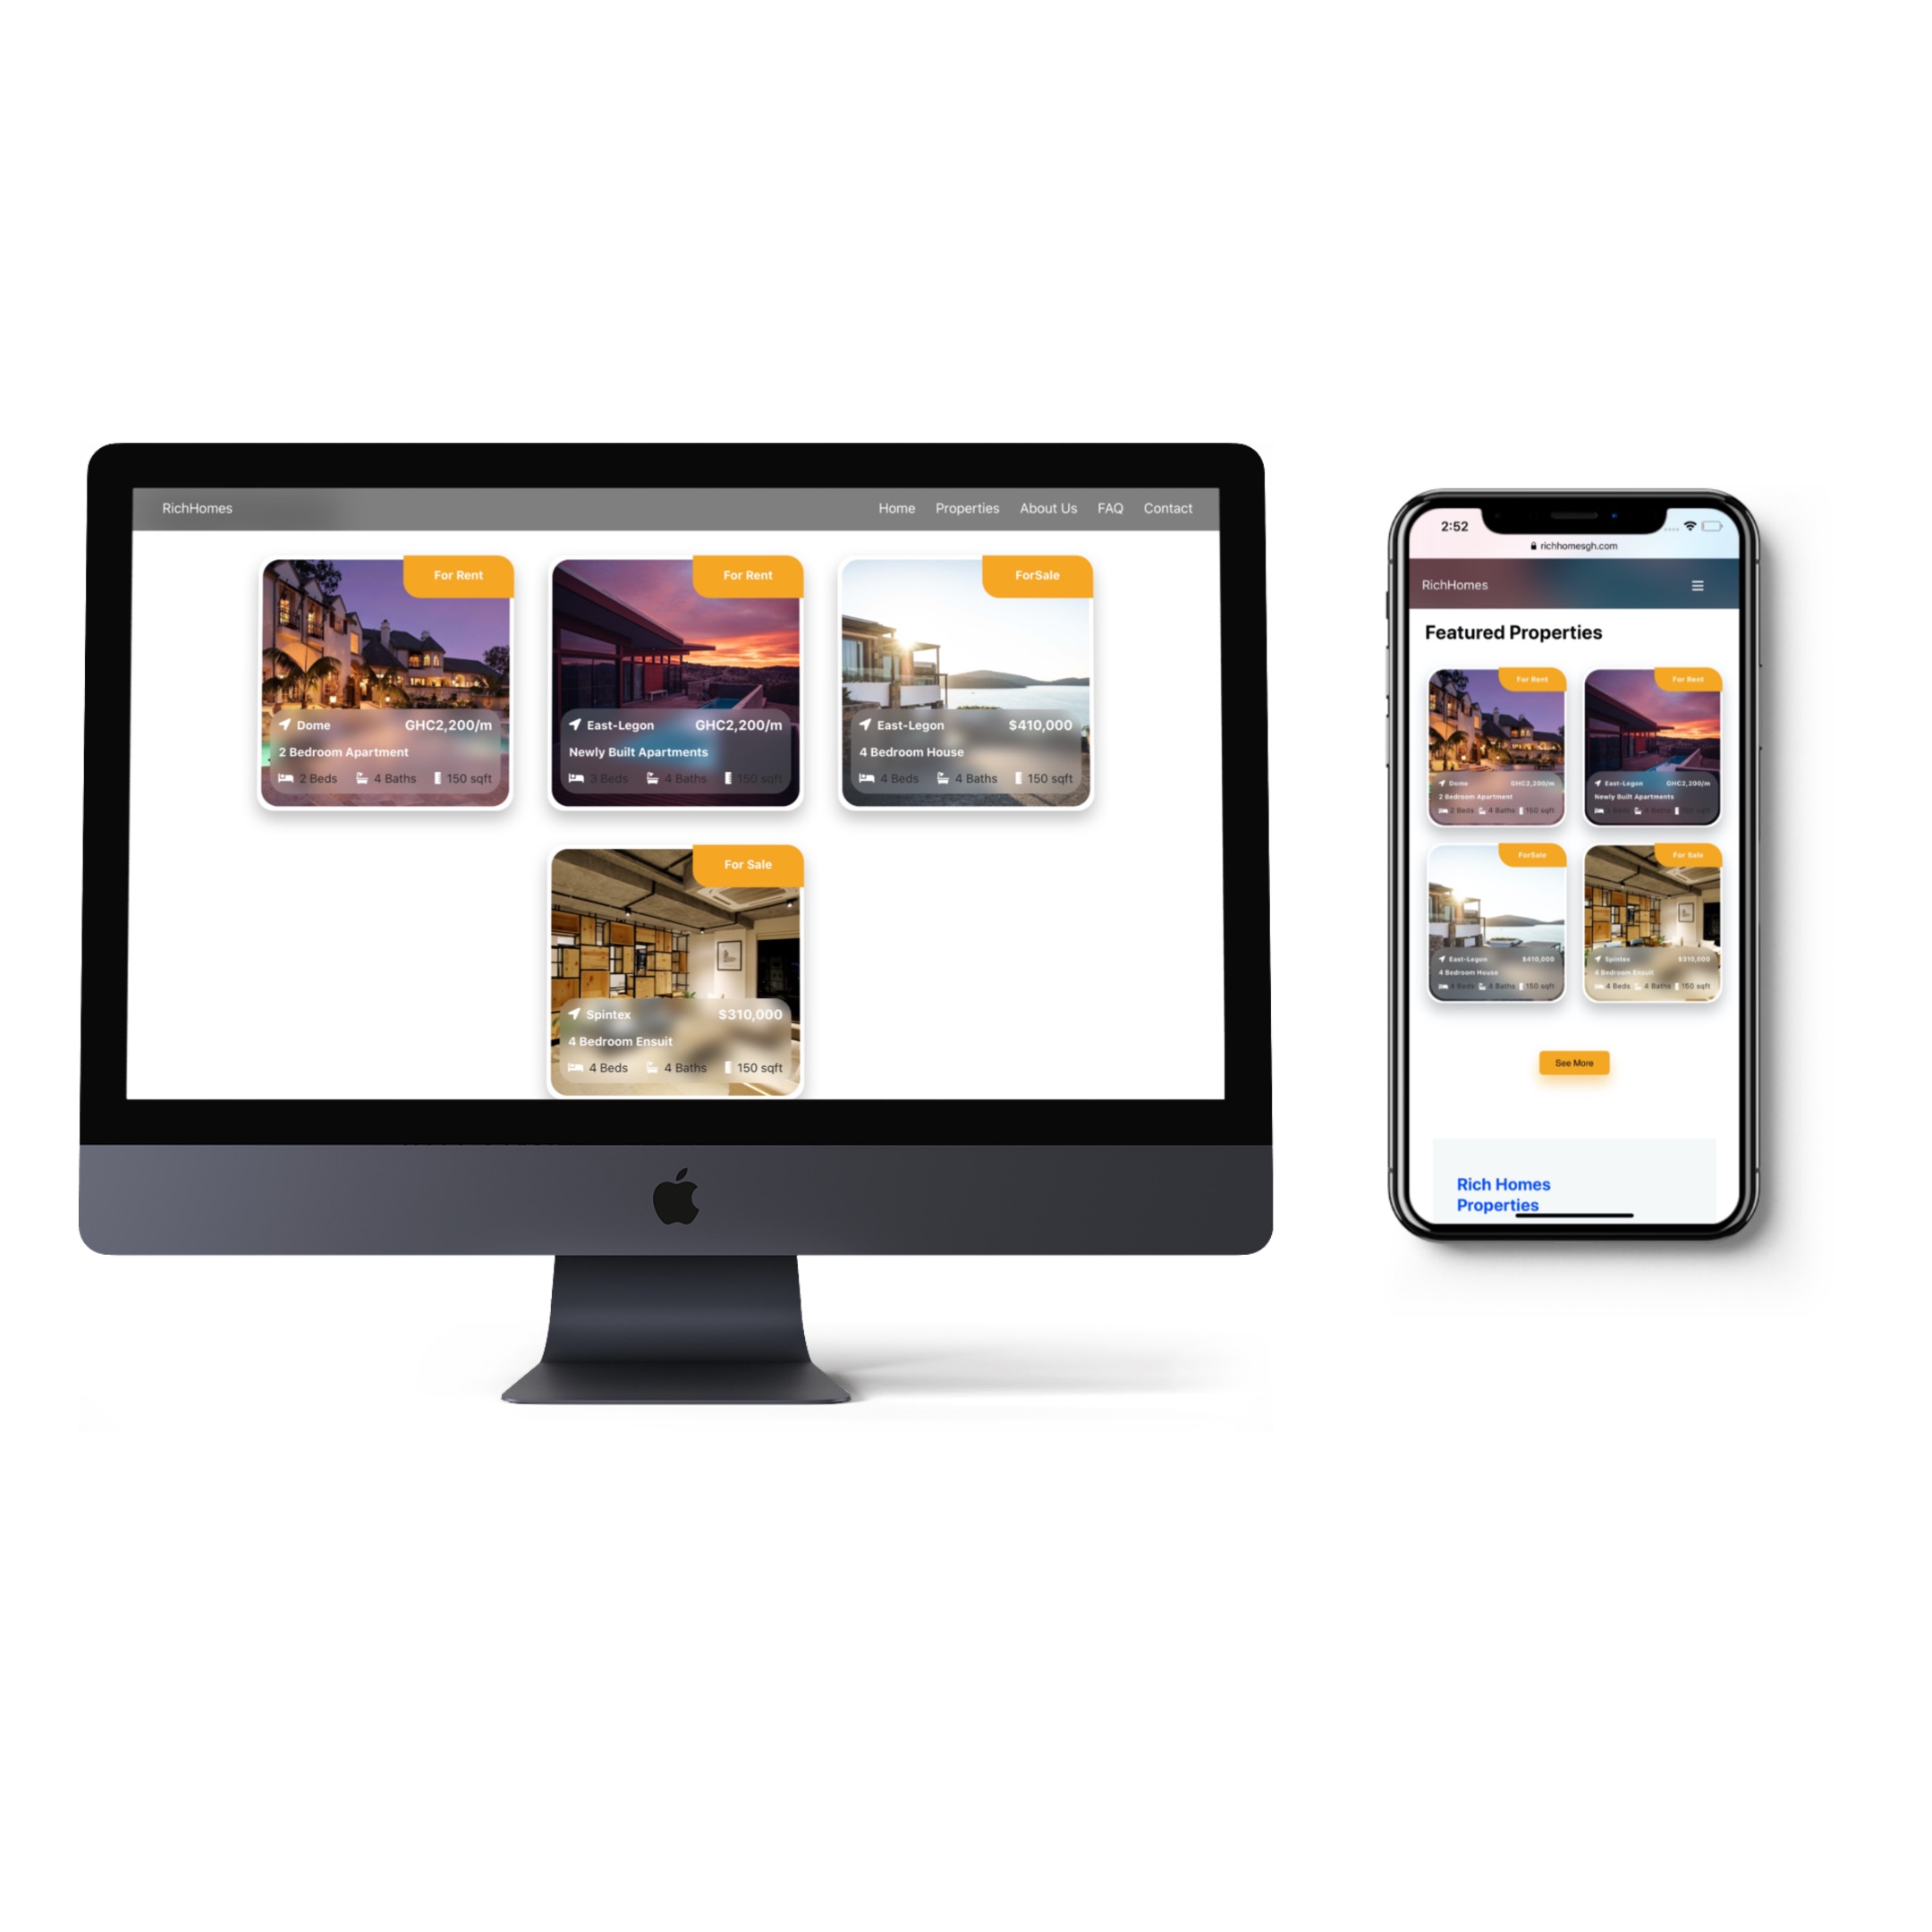 RichHomes Home Properties About Us FAQ Contact
For Rent
Dome GHC2,200/m
2 Bedroom Apartment
2 Beds 4 Baths 150 sqft
For Rent
East-Legon GHC2,200/m
Newly Built Apartments
3 Beds 4 Baths 150 sqft
ForSale
East-Legon $410,000
4 Bedroom House
4 Beds 4 Baths 150 sqft
For Sale
Spintex $310,000
4 Bedroom Ensuit
4 Beds 4 Baths 150 sqft
2:52
richhomesgh.com
RichHomes
Featured Properties
For Rent
Dome GHC2,200/m
2 Bedroom Apartment
2 Beds 4 Baths 150 sqft
For Rent
East-Legon GHC2,200/m
Newly Built Apartments
ForSale
East-Legon $410,000
4 Bedroom House
4 Beds 4 Baths 150 sqft
For Sale
Spintex $310,000
4 Bedroom Ensuit
4 Beds 4 Baths 150 sqft
See More
Rich Homes
Properties